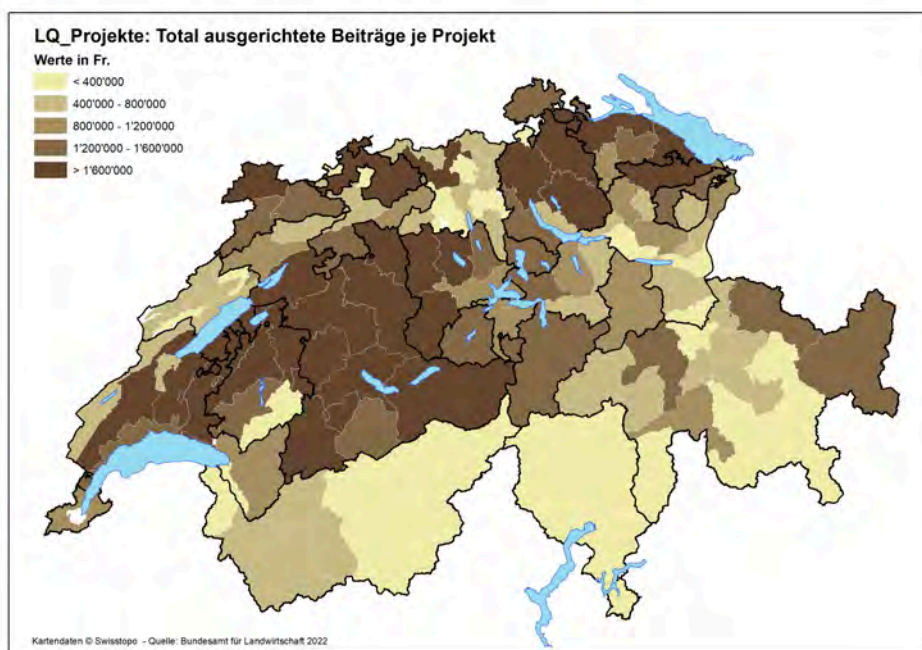 LQ_Projekte: Total ausgerichtete Beiträge je Projekt
Werte in Fr.
< 400'000
400'000 - 800'000
800'000 - 1'200'000
1'200'000 - 1'600'000
> 1'600'000
Kartendaten © Swisstopo - Quelle: Bundesamt für Landwirtschaft 2022